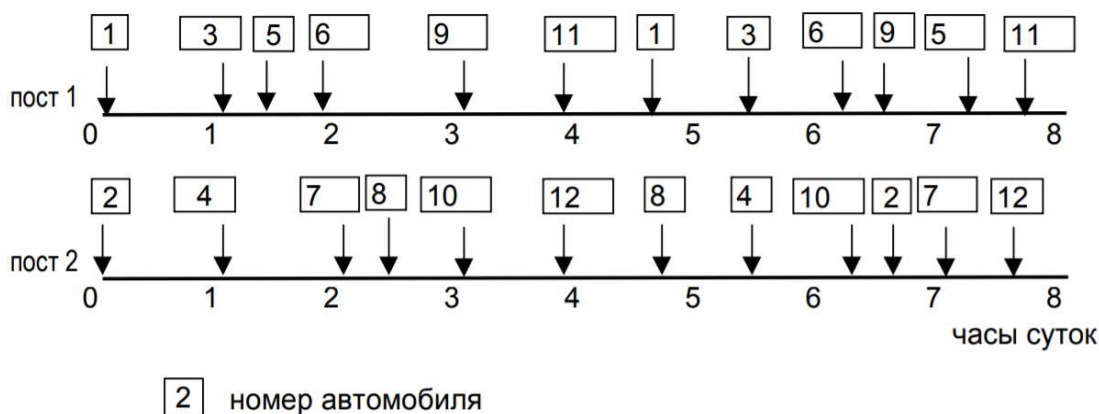 1 3 5 6 9 11 1 3 6 9 5 11
пост 1
0 1 2 3 4 5 6 7 8
2 4 7 8 10 12 8 4 10 2 7 12
пост 2
0 1 2 3 4 5 6 7 8
часы суток
2 номер автомобиля